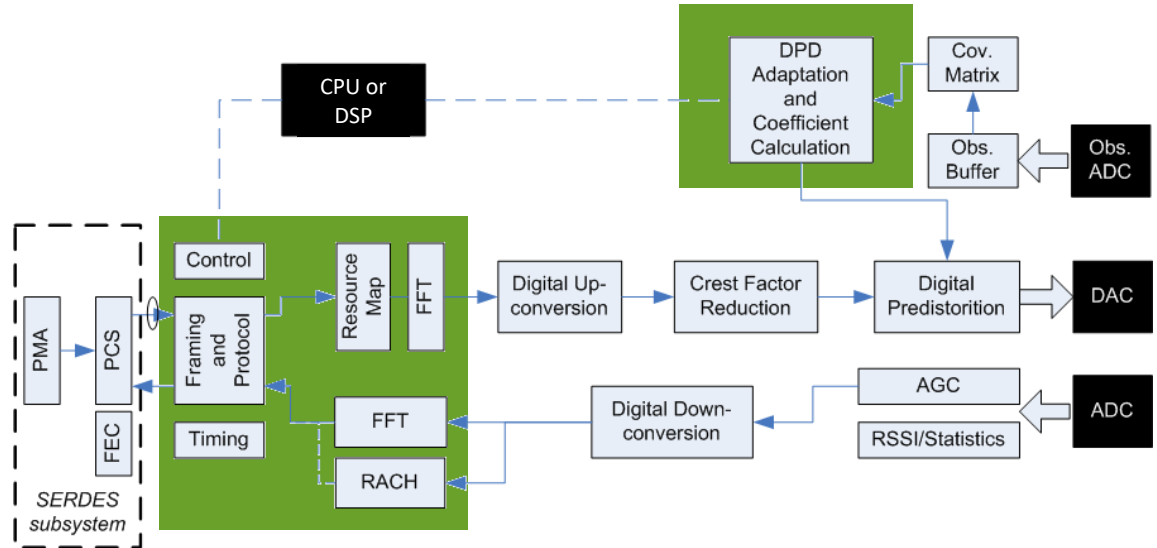 DPD
Adaptation
and
Coefficient
Calculation
Cov.
Matrix
CPU or
DSP
Obs.
Buffer
Obs.
ADC
Control
Resource
Map
FFT
Digital Up-
conversion
Crest Factor
Reduction
Digital
Predistorition
DAC
PMA
PCS
Framing
and
Protocol
AGC
ADC
FFT
Digital Down-
conversion
RSSI/Statistics
FEC
Timing
RACH
SERDES
subsystem